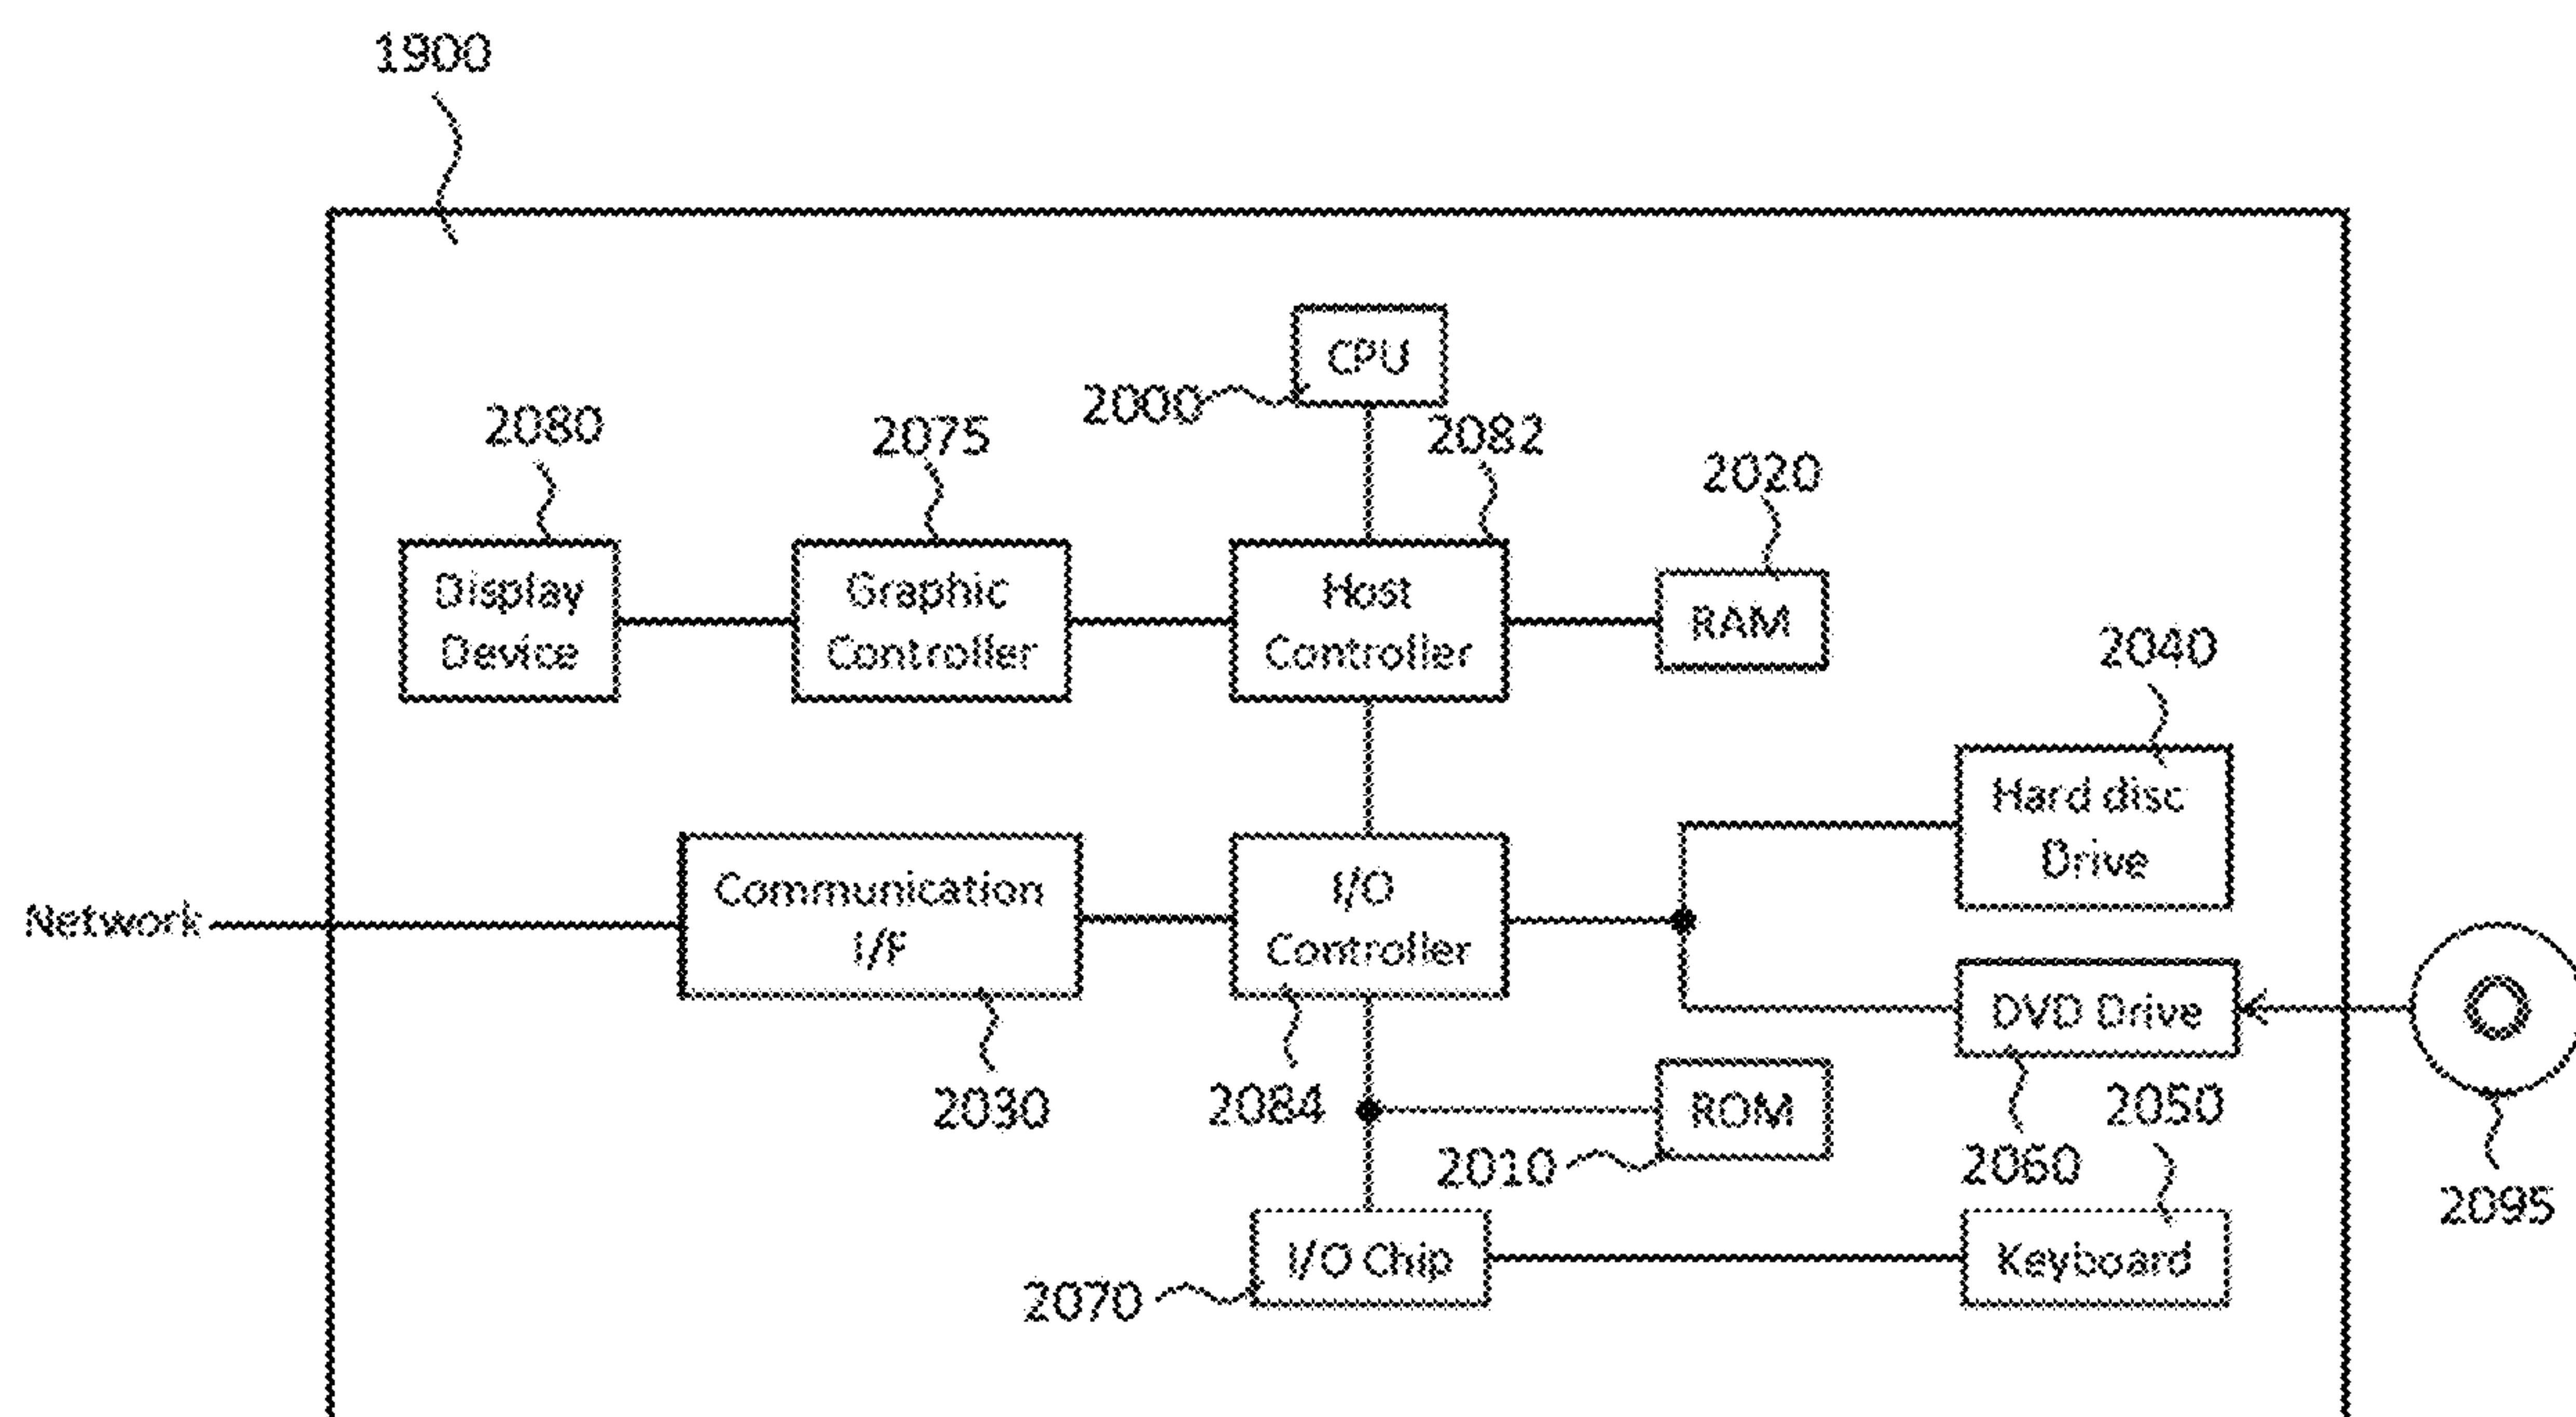 1900
CPU
2000
2080
2075
2082
2020
Display
Device
Graphic
Controller
Host
Controller
RAM
2040
Hard disc
Drive
Network
Communication
I/F
I/O
Controller
DVD Drive
2030
2084
ROM
2050
2010
2060
2095
I/O Chip
Keyboard
2070